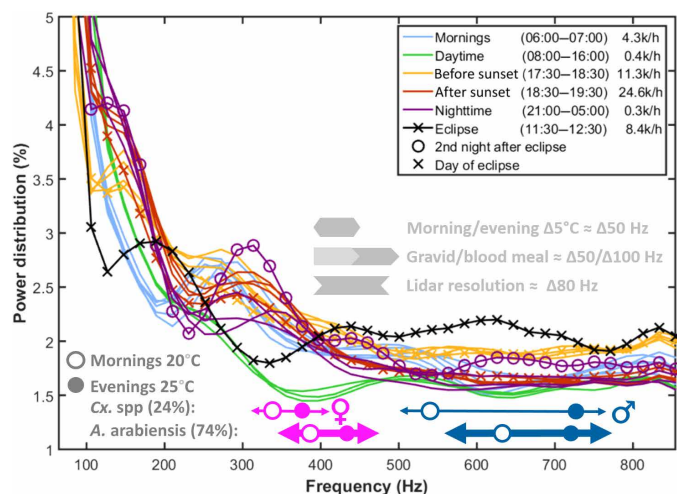 5
4.5
4
3.5
3
2.5
2
1.5
1
Power distribution (%)
Mornings (06:00—07:00) 4.3k/h
Daytime (08:00—16:00) 0.4k/h
Before sunset (17:30—18:30) 11.3k/h
After sunset (18:30—19:30) 24.6k/h
Nighttime (21:00—05:00) 0.3k/h
Eclipse (11:30—12:30) 8.4k/h
2nd night after eclipse
Day of eclipse
Morning/evening Δ5°C ≈ Δ50 Hz
Gravid/blood meal ≈ Δ50/Δ100 Hz
Lidar resolution ≈ Δ80 Hz
Mornings 20°C
Evenings 25°C
Cx. spp (24%):
A. arabiensis (74%):
♀
♂
100 200 300 400 500 600 700 800
Frequency (Hz)